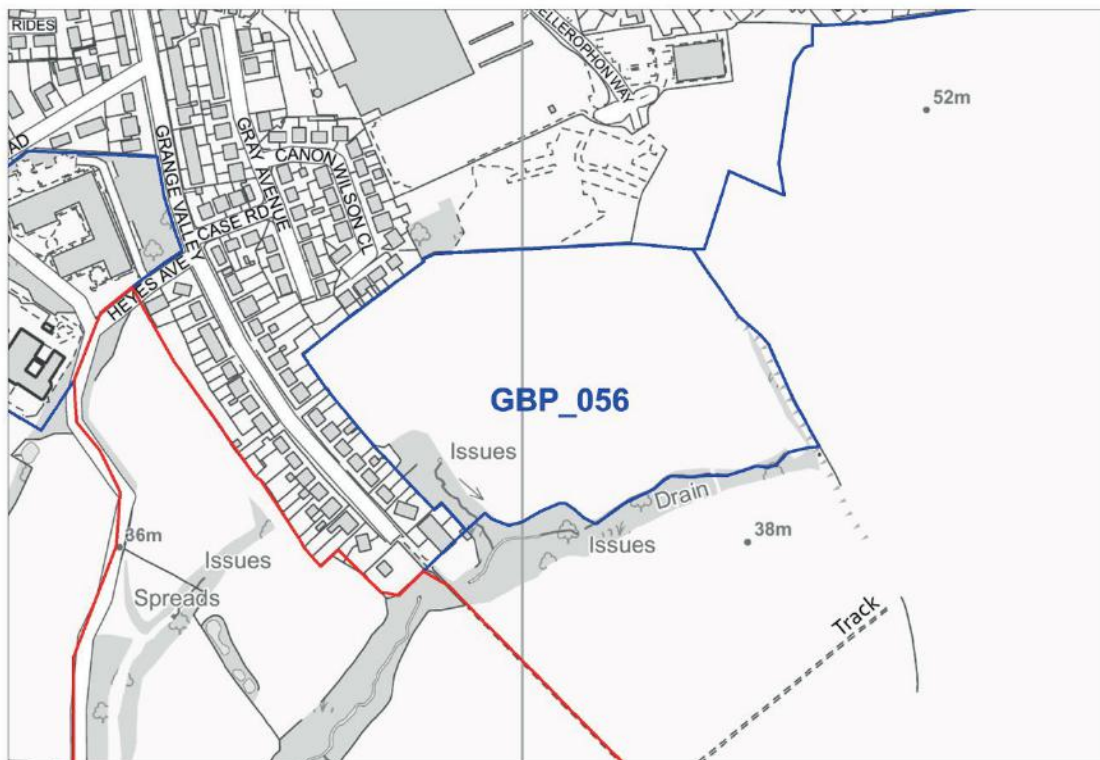 RIDES
ELLEROPHON WAY
52m
AD
GRANGE VALLEY
GRAY AVENUE
CANON WILSON CL
CASE RD
HEYES AVE
GBP_056
Issues
Drain
36m
Issues
Issues
38m
Spreads
Track